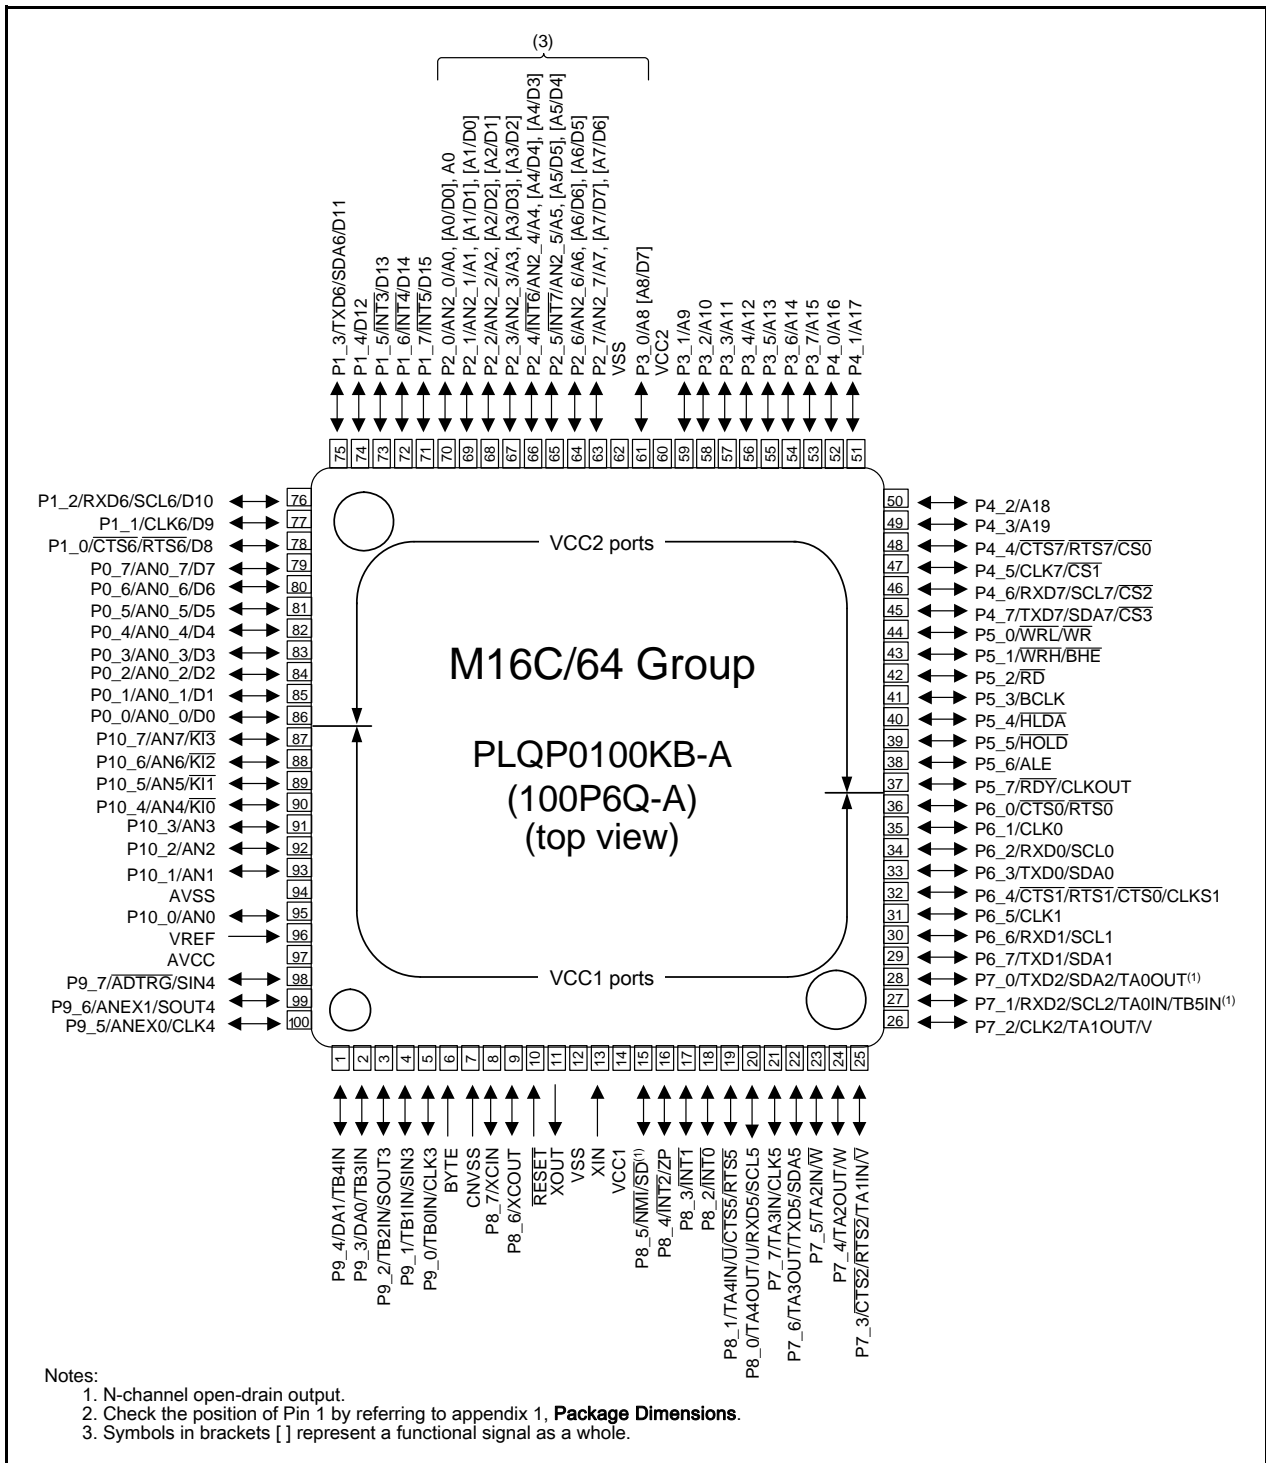 (3)
P1_3/TXD6/SDA6/D11
P1_4/D12
P1_5/INT3/D13
P1_6/INT4/D14
P1_7/INT5/D15
P2_0/AN2_0/A0, [A0/D0], A0
P2_1/AN2_1/A1, [A1/D1], [A1/D0]
P2_2/AN2_2/A2, [A2/D2], [A2/D1]
P2_3/AN2_3/A3, [A3/D3], [A3/D2]
P2_4/INT6/AN2_4/A4, [A4/D4], [A4/D3]
P2_5/INT7/AN2_5/A5, [A5/D5], [A5/D4]
P2_6/AN2_6/A6, [A6/D6], [A6/D5]
P2_7/AN2_7/A7, [A7/D7], [A7/D6]
VSS
P3_0/A8 [A8/D7]
VCC2
P3_1/A9
P3_2/A10
P3_3/A11
P3_4/A12
P3_5/A13
P3_6/A14
P3_7/A15
P4_0/A16
P4_1/A17
75 74 73 72 71 70 69 68 67 66 65 64 63 62 61 60 59 58 57 56 55 54 53 52 51
P1_2/RXD6/SCL6/D10 76
P1_1/CLK6/D9 77
P1_0/CTS6/RTS6/D8 78
P0_7/AN0_7/D7 79
P0_6/AN0_6/D6 80
P0_5/AN0_5/D5 81
P0_4/AN0_4/D4 82
P0_3/AN0_3/D3 83
P0_2/AN0_2/D2 84
P0_1/AN0_1/D1 85
P0_0/AN0_0/D0 86
P10_7/AN7/KI3 87
P10_6/AN6/KI2 88
P10_5/AN5/KI1 89
P10_4/AN4/KI0 90
P10_3/AN3 91
P10_2/AN2 92
P10_1/AN1 93
AVSS 94
P10_0/AN0 95
VREF 96
AVCC 97
P9_7/ADTRG/SIN4 98
P9_6/ANEX1/SOUT4 99
P9_5/ANEX0/CLK4 100
VCC2 ports
M16C/64 Group
PLQP0100KB-A
(100P6Q-A)
(top view)
VCC1 ports
50 P4_2/A18
49 P4_3/A19
48 P4_4/CTS7/RTS7/CS0
47 P4_5/CLK7/CS1
46 P4_6/RXD7/SCL7/CS2
45 P4_7/TXD7/SDA7/CS3
44 P5_0/WRL/WR
43 P5_1/WRH/BHE
42 P5_2/RD
41 P5_3/BCLK
40 P5_4/HLDA
39 P5_5/HOLD
38 P5_6/ALE
37 P5_7/RDY/CLKOUT
36 P6_0/CTS0/RTS0
35 P6_1/CLK0
34 P6_2/RXD0/SCL0
33 P6_3/TXD0/SDA0
32 P6_4/CTS1/RTS1/CTS0/CLKS1
31 P6_5/CLK1
30 P6_6/RXD1/SCL1
29 P6_7/TXD1/SDA1
28 P7_0/TXD2/SDA2/TA0OUT(1)
27 P7_1/RXD2/SCL2/TA0IN/TB5IN(1)
26 P7_2/CLK2/TA1OUT/V
1 2 3 4 5 6 7 8 9 10 11 12 13 14 15 16 17 18 19 20 21 22 23 24 25
P9_4/DA1/TB4IN
P9_3/DA0/TB3IN
P9_2/TB2IN/SOUT3
P9_1/TB1IN/SIN3
P9_0/TB0IN/CLK3
BYTE
CNVSS
P8_7/XCIN
P8_6/XCOUT
RESET
XOUT
VSS
XIN
VCC1
P8_5/NMI/SD(1)
P8_4/INT2/ZP
P8_3/INT1
P8_2/INT0
P8_1/TA4IN/U/CTS5/RTS5
P8_0/TA4OUT/U/RXD5/SCL5
P7_7/TA3IN/CLK5
P7_6/TA3OUT/TXD5/SDA5
P7_5/TA2IN/W
P7_4/TA2OUT/W
P7_3/CTS2/RTS2/TA1IN/V
Notes:
1. N-channel open-drain output.
2. Check the position of Pin 1 by referring to appendix 1, Package Dimensions.
3. Symbols in brackets [ ] represent a functional signal as a whole.